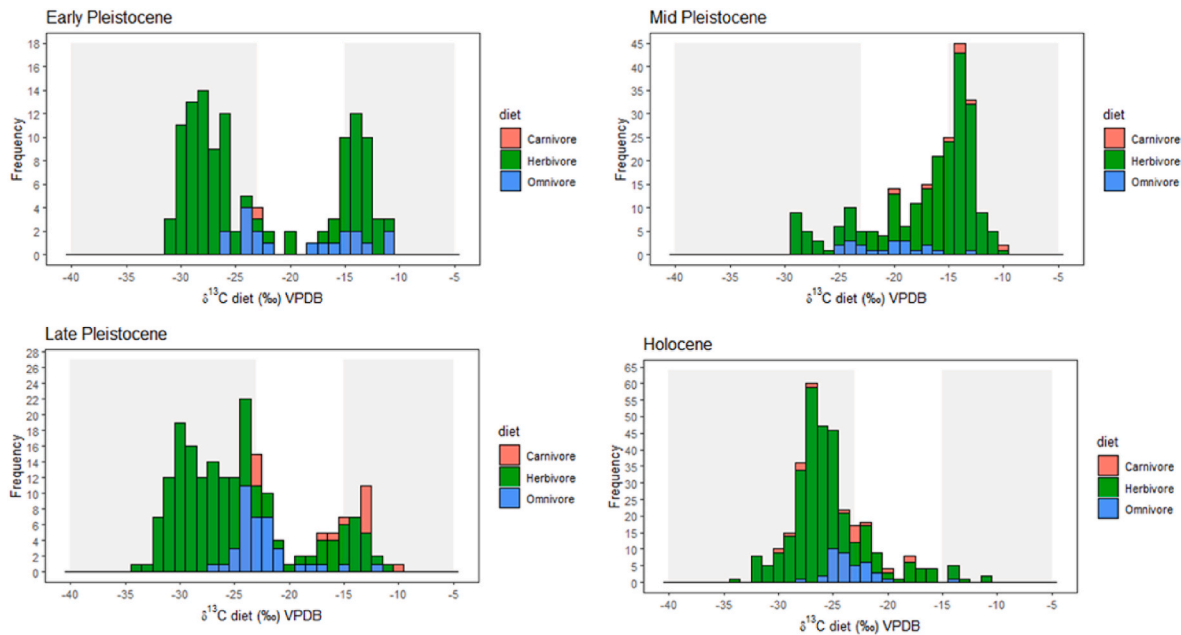 Early Pleistocene
18
16
14
12
10
8
6
4
2
0
Frequency
-40 -35 -30 -25 -20 -15 -10 -5
δ¹³C diet (‰) VPDB
diet
Carnivore
Herbivore
Omnivore
Mid Pleistocene
45
40
35
30
25
20
15
10
5
0
Frequency
-40 -35 -30 -25 -20 -15 -10 -5
δ¹³C diet (‰) VPDB
diet
Carnivore
Herbivore
Omnivore
Late Pleistocene
28
26
24
22
20
18
16
14
12
10
8
6
4
2
0
Frequency
-40 -35 -30 -25 -20 -15 -10 -5
δ¹³C diet (‰) VPDB
diet
Carnivore
Herbivore
Omnivore
Holocene
65
60
55
50
45
40
35
30
25
20
15
10
5
0
Frequency
-40 -35 -30 -25 -20 -15 -10 -5
δ¹³C diet (‰) VPDB
diet
Carnivore
Herbivore
Omnivore